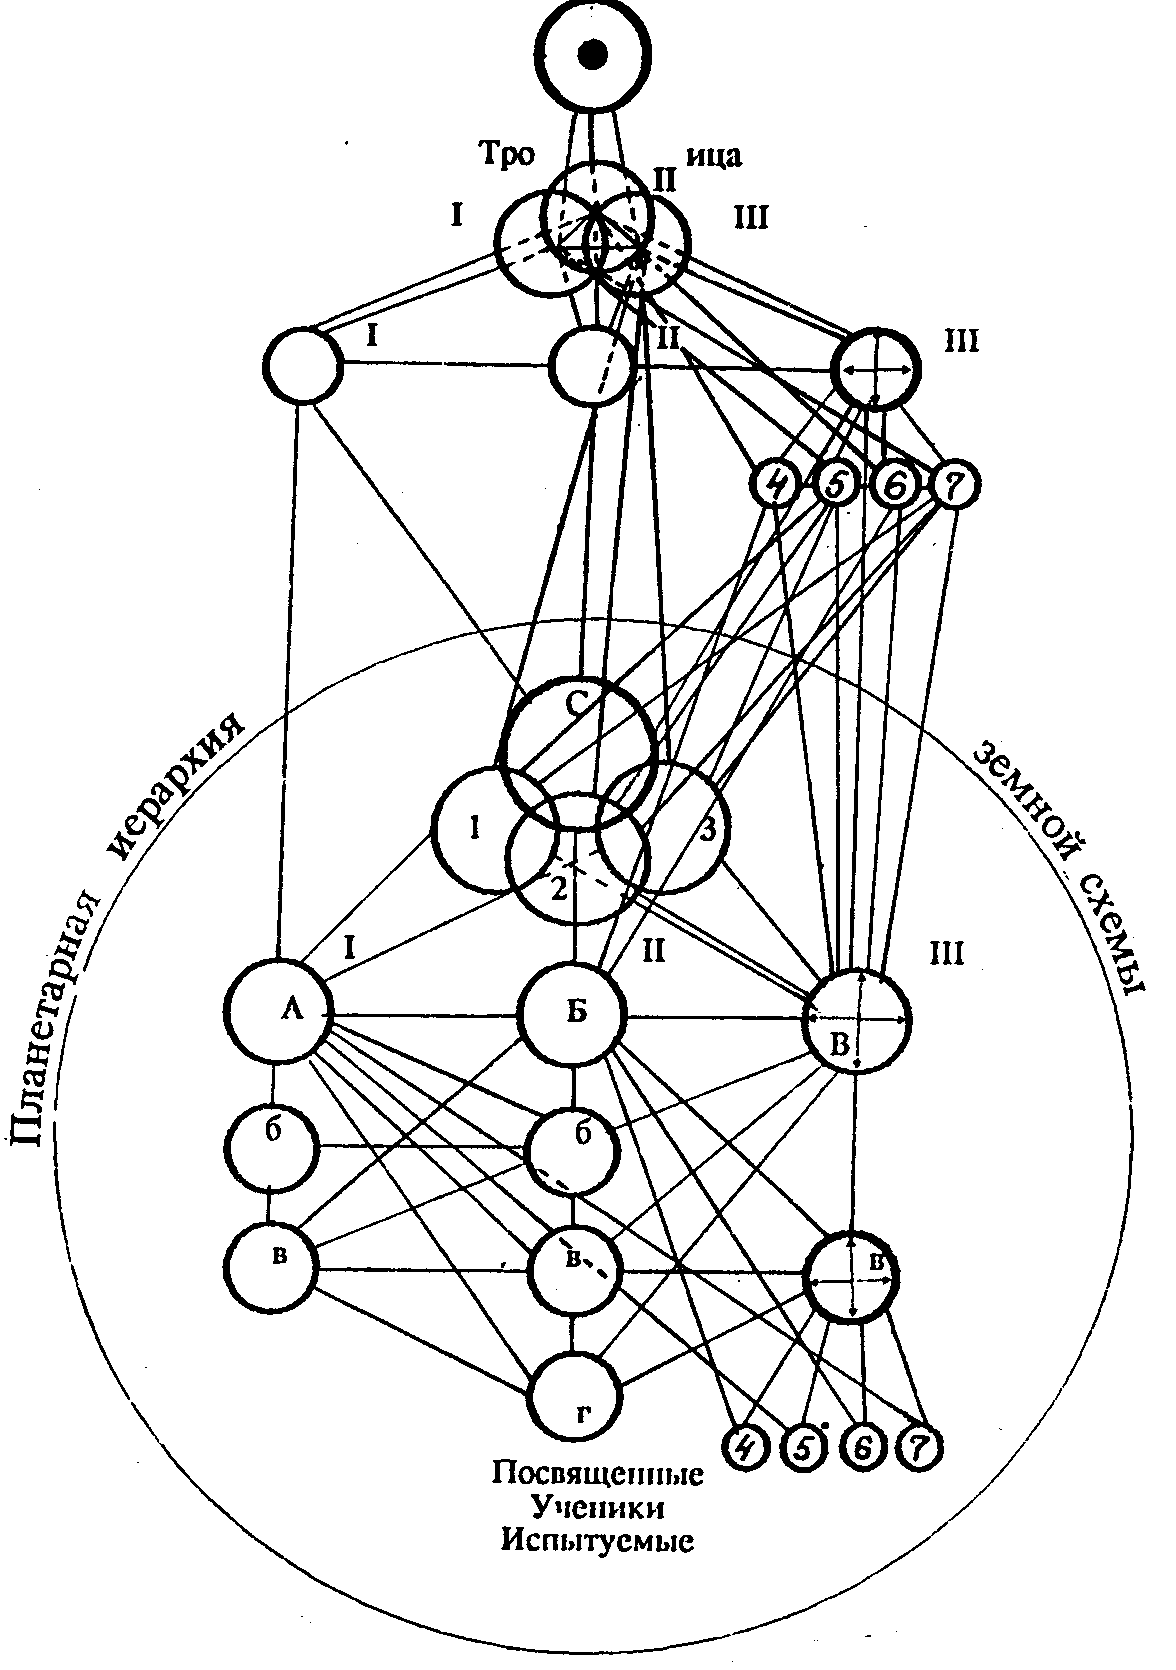 Тро ица
II
I III
I II III
4 5 6 7
С
Планетарная иерархия земной схемы
1 3
2
I II III
А Б В
б б
в в в
г
4 5 6 7
Посвященные
Ученики
Испытуемые